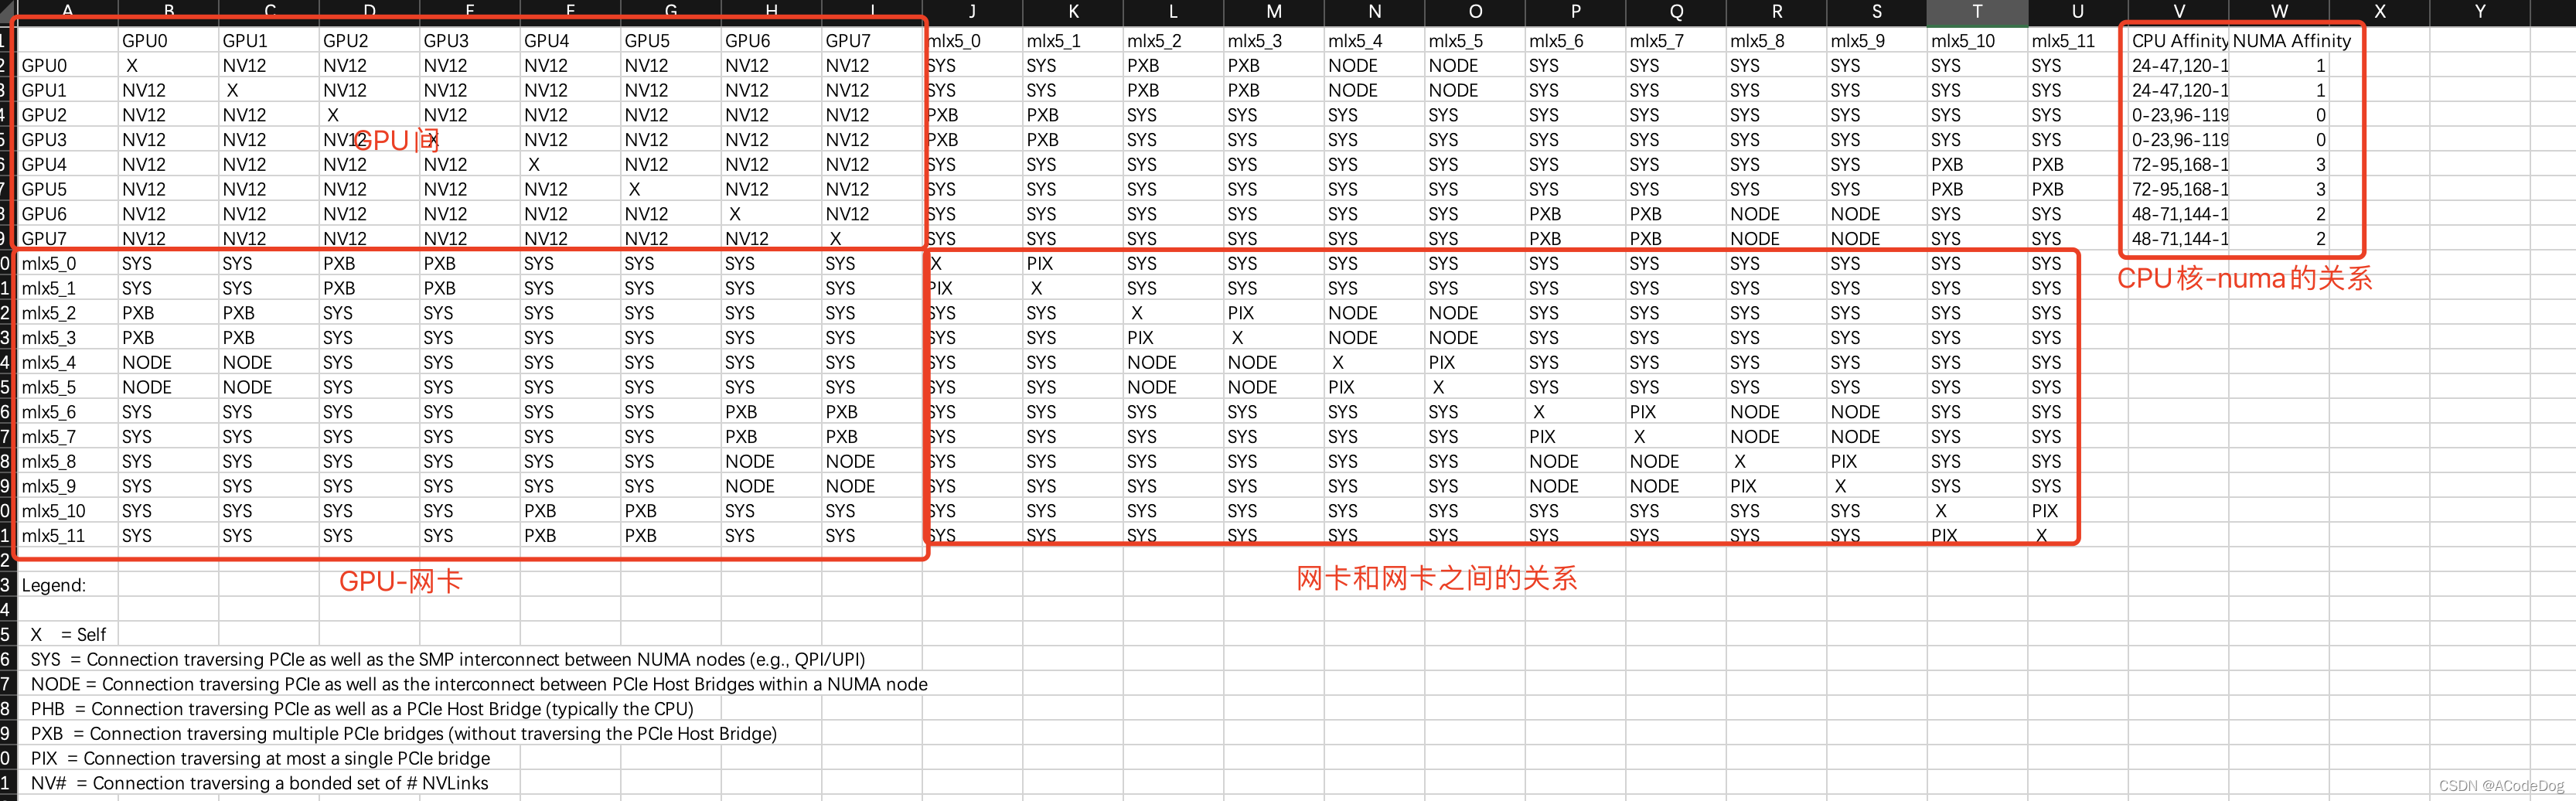 A B C D E F G H I J K L M N O P Q R S T U V W X Y
1 GPU0 GPU1 GPU2 GPU3 GPU4 GPU5 GPU6 GPU7 mlx5_0 mlx5_1 mlx5_2 mlx5_3 mlx5_4 mlx5_5 mlx5_6 mlx5_7 mlx5_8 mlx5_9 mlx5_10 mlx5_11 CPU Affinity NUMA Affinity
2 GPU0 X NV12 NV12 NV12 NV12 NV12 NV12 NV12 SYS SYS PXB PXB NODE NODE SYS SYS SYS SYS SYS SYS 24-47,120-1 1
3 GPU1 NV12 X NV12 NV12 NV12 NV12 NV12 NV12 SYS SYS PXB PXB NODE NODE SYS SYS SYS SYS SYS SYS 24-47,120-1 1
4 GPU2 NV12 NV12 X NV12 NV12 NV12 NV12 NV12 PXB PXB SYS SYS SYS SYS SYS SYS SYS SYS SYS SYS 0-23,96-119 0
5 GPU3 NV12 NV12 NV12 X NV12 NV12 NV12 NV12 PXB PXB SYS SYS SYS SYS SYS SYS SYS SYS SYS SYS 0-23,96-119 0
GPU间
6 GPU4 NV12 NV12 NV12 NV12 X NV12 NV12 NV12 SYS SYS SYS SYS SYS SYS SYS SYS SYS SYS PXB PXB 72-95,168-1 3
7 GPU5 NV12 NV12 NV12 NV12 NV12 X NV12 NV12 SYS SYS SYS SYS SYS SYS SYS SYS SYS SYS PXB PXB 72-95,168-1 3
8 GPU6 NV12 NV12 NV12 NV12 NV12 NV12 X NV12 SYS SYS SYS SYS SYS SYS PXB PXB NODE NODE SYS SYS 48-71,144-1 2
9 GPU7 NV12 NV12 NV12 NV12 NV12 NV12 NV12 X SYS SYS SYS SYS SYS SYS PXB PXB NODE NODE SYS SYS 48-71,144-1 2
0 mlx5_0 SYS SYS PXB PXB SYS SYS SYS SYS X PIX SYS SYS SYS SYS SYS SYS SYS SYS SYS SYS
CPU核-numa的关系
1 mlx5_1 SYS SYS PXB PXB SYS SYS SYS SYS PIX X SYS SYS SYS SYS SYS SYS SYS SYS SYS SYS
2 mlx5_2 PXB PXB SYS SYS SYS SYS SYS SYS SYS SYS X PIX NODE NODE SYS SYS SYS SYS SYS SYS
3 mlx5_3 PXB PXB SYS SYS SYS SYS SYS SYS SYS SYS PIX X NODE NODE SYS SYS SYS SYS SYS SYS
4 mlx5_4 NODE NODE SYS SYS SYS SYS SYS SYS SYS SYS NODE NODE X PIX SYS SYS SYS SYS SYS SYS
5 mlx5_5 NODE NODE SYS SYS SYS SYS SYS SYS SYS SYS NODE NODE PIX X SYS SYS SYS SYS SYS SYS
6 mlx5_6 SYS SYS SYS SYS SYS SYS PXB PXB SYS SYS SYS SYS SYS SYS X PIX NODE NODE SYS SYS
7 mlx5_7 SYS SYS SYS SYS SYS SYS PXB PXB SYS SYS SYS SYS SYS SYS PIX X NODE NODE SYS SYS
8 mlx5_8 SYS SYS SYS SYS SYS SYS NODE NODE SYS SYS SYS SYS SYS SYS NODE NODE X PIX SYS SYS
9 mlx5_9 SYS SYS SYS SYS SYS SYS NODE NODE SYS SYS SYS SYS SYS SYS NODE NODE PIX X SYS SYS
0 mlx5_10 SYS SYS SYS SYS PXB PXB SYS SYS SYS SYS SYS SYS SYS SYS SYS SYS SYS SYS X PIX
1 mlx5_11 SYS SYS SYS SYS PXB PXB SYS SYS SYS SYS SYS SYS SYS SYS SYS SYS SYS SYS PIX X
2
3 Legend:
GPU-网卡
网卡和网卡之间的关系
4
5 X = Self
6 SYS = Connection traversing PCIe as well as the SMP interconnect between NUMA nodes (e.g., QPI/UPI)
7 NODE = Connection traversing PCIe as well as the interconnect between PCIe Host Bridges within a NUMA node
8 PHB = Connection traversing PCIe as well as a PCIe Host Bridge (typically the CPU)
9 PXB = Connection traversing multiple PCIe bridges (without traversing the PCIe Host Bridge)
0 PIX = Connection traversing at most a single PCIe bridge
1 NV# = Connection traversing a bonded set of # NVLinks
CSDN @ACodeDog